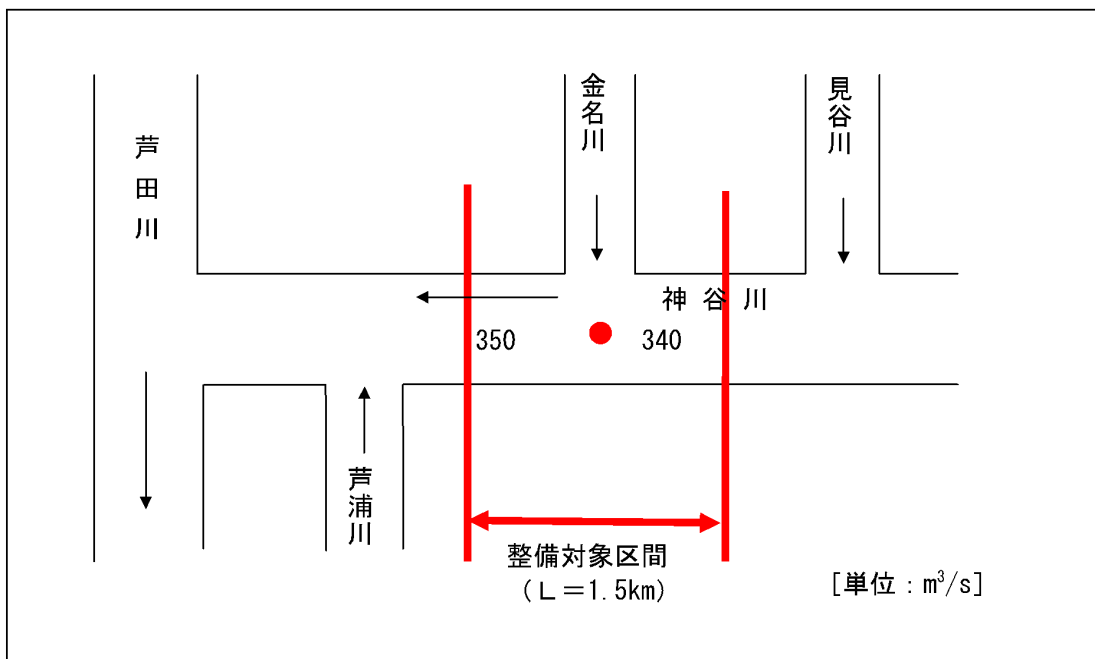 芦田川
金名川
見谷川
神谷川
350
340
芦浦川
整備対象区間
（Ｌ＝1.5km）
[単位：m³/s]